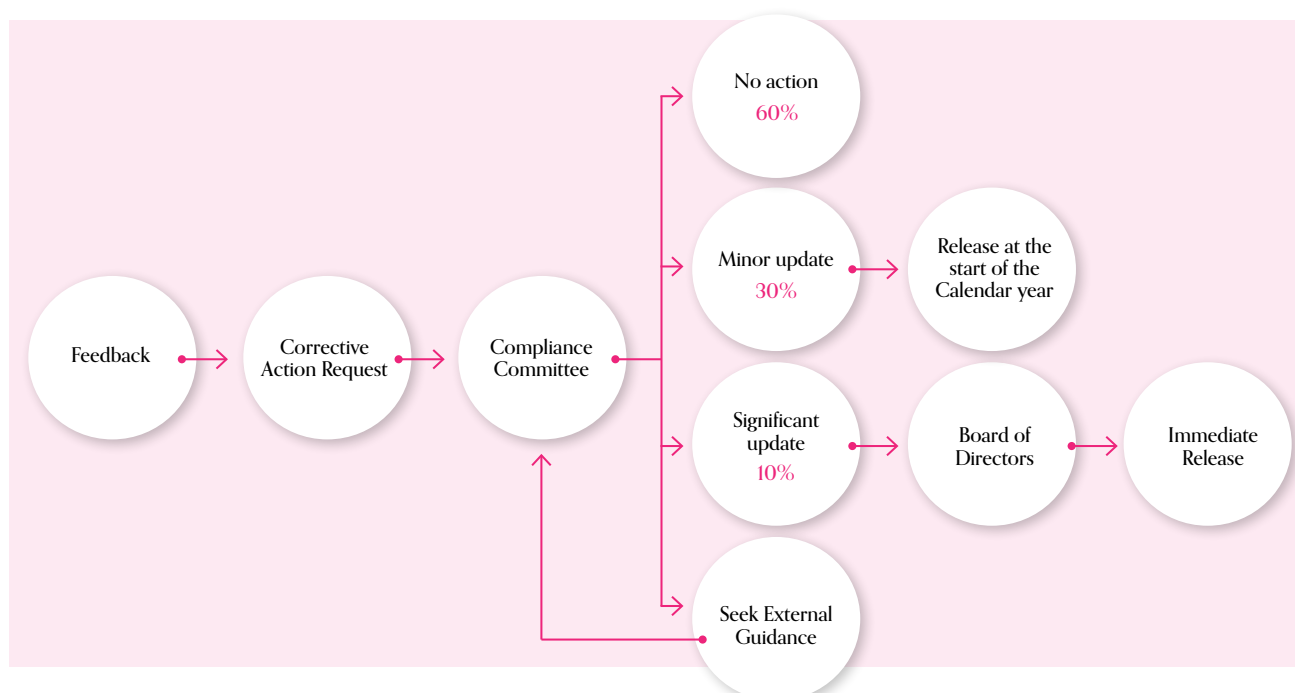 Feedback
Corrective
Action Request
Compliance
Committee
No action
60%
Minor update
30%
Release at the
start of the
Calendar year
Significant
update
10%
Board of
Directors
Immediate
Release
Seek External
Guidance